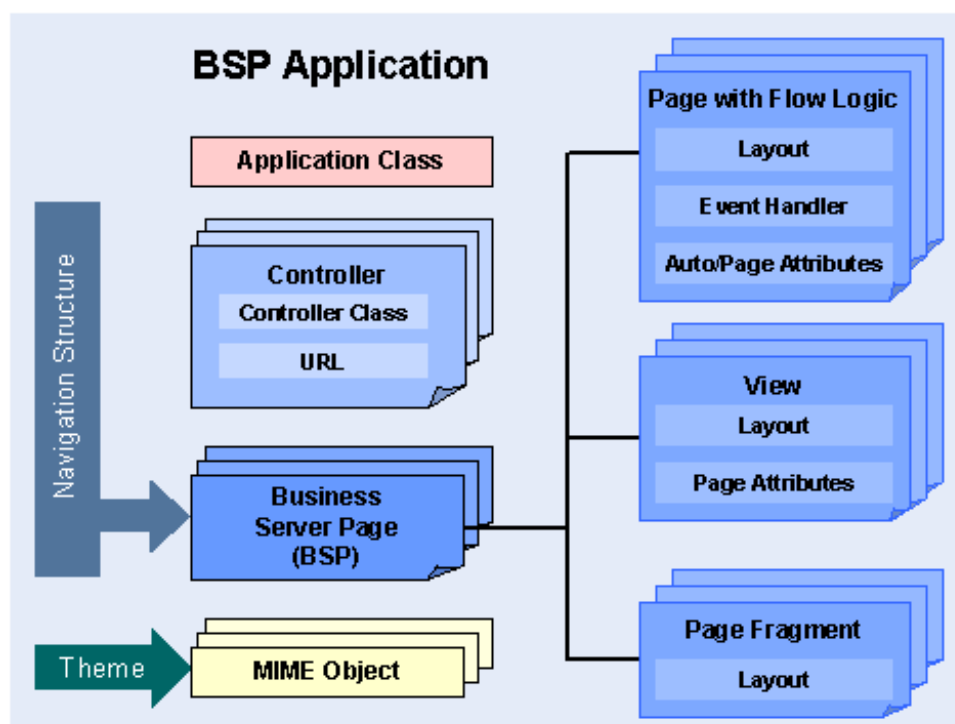 BSP Application
Application Class
Navigation Structure
Controller
Controller Class
URL
Business
Server Page
(BSP)
Theme
MIME Object
Page with Flow Logic
Layout
Event Handler
Auto/Page Attributes
View
Layout
Page Attributes
Page Fragment
Layout